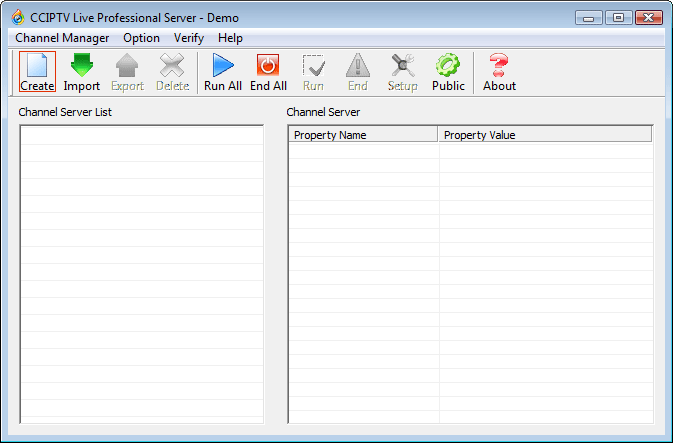 CCIPTV Live Professional Server - Demo
Channel Manager Option Verify Help
Create Import Export Delete Run All End All Run End Setup Public About
Channel Server List
Channel Server
Property Name Property Value